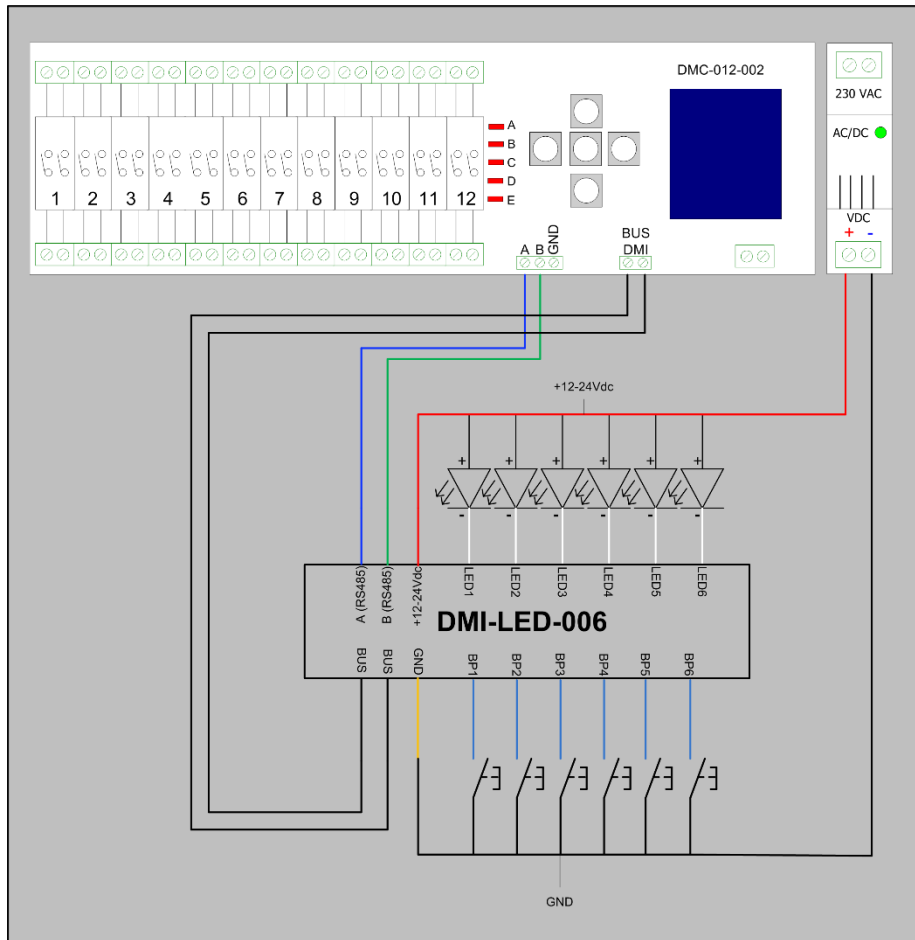 DMC-012-002
230 VAC
AC/DC
VDC
+ -
1 2 3 4 5 6 7 8 9 10 11 12
A
B
C
D
E
A B GND
BUS
DMI
+12-24Vdc
+ + + + + +
- - - - - -
A (RS485) B (RS485) +12-24Vdc LED1 LED2 LED3 LED4 LED5 LED6
DMI-LED-006
BUS BUS GND BP1 BP2 BP3 BP4 BP5 BP6
GND